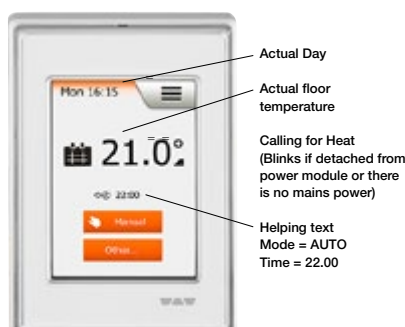 Actual Day
Mon 16:15
Actual floor
temperature
21.0°
Calling for Heat
(Blinks if detached from
power module or there
is no mains power)
22:00
Manual
Other...
Helping text
Mode = AUTO
Time = 22.00